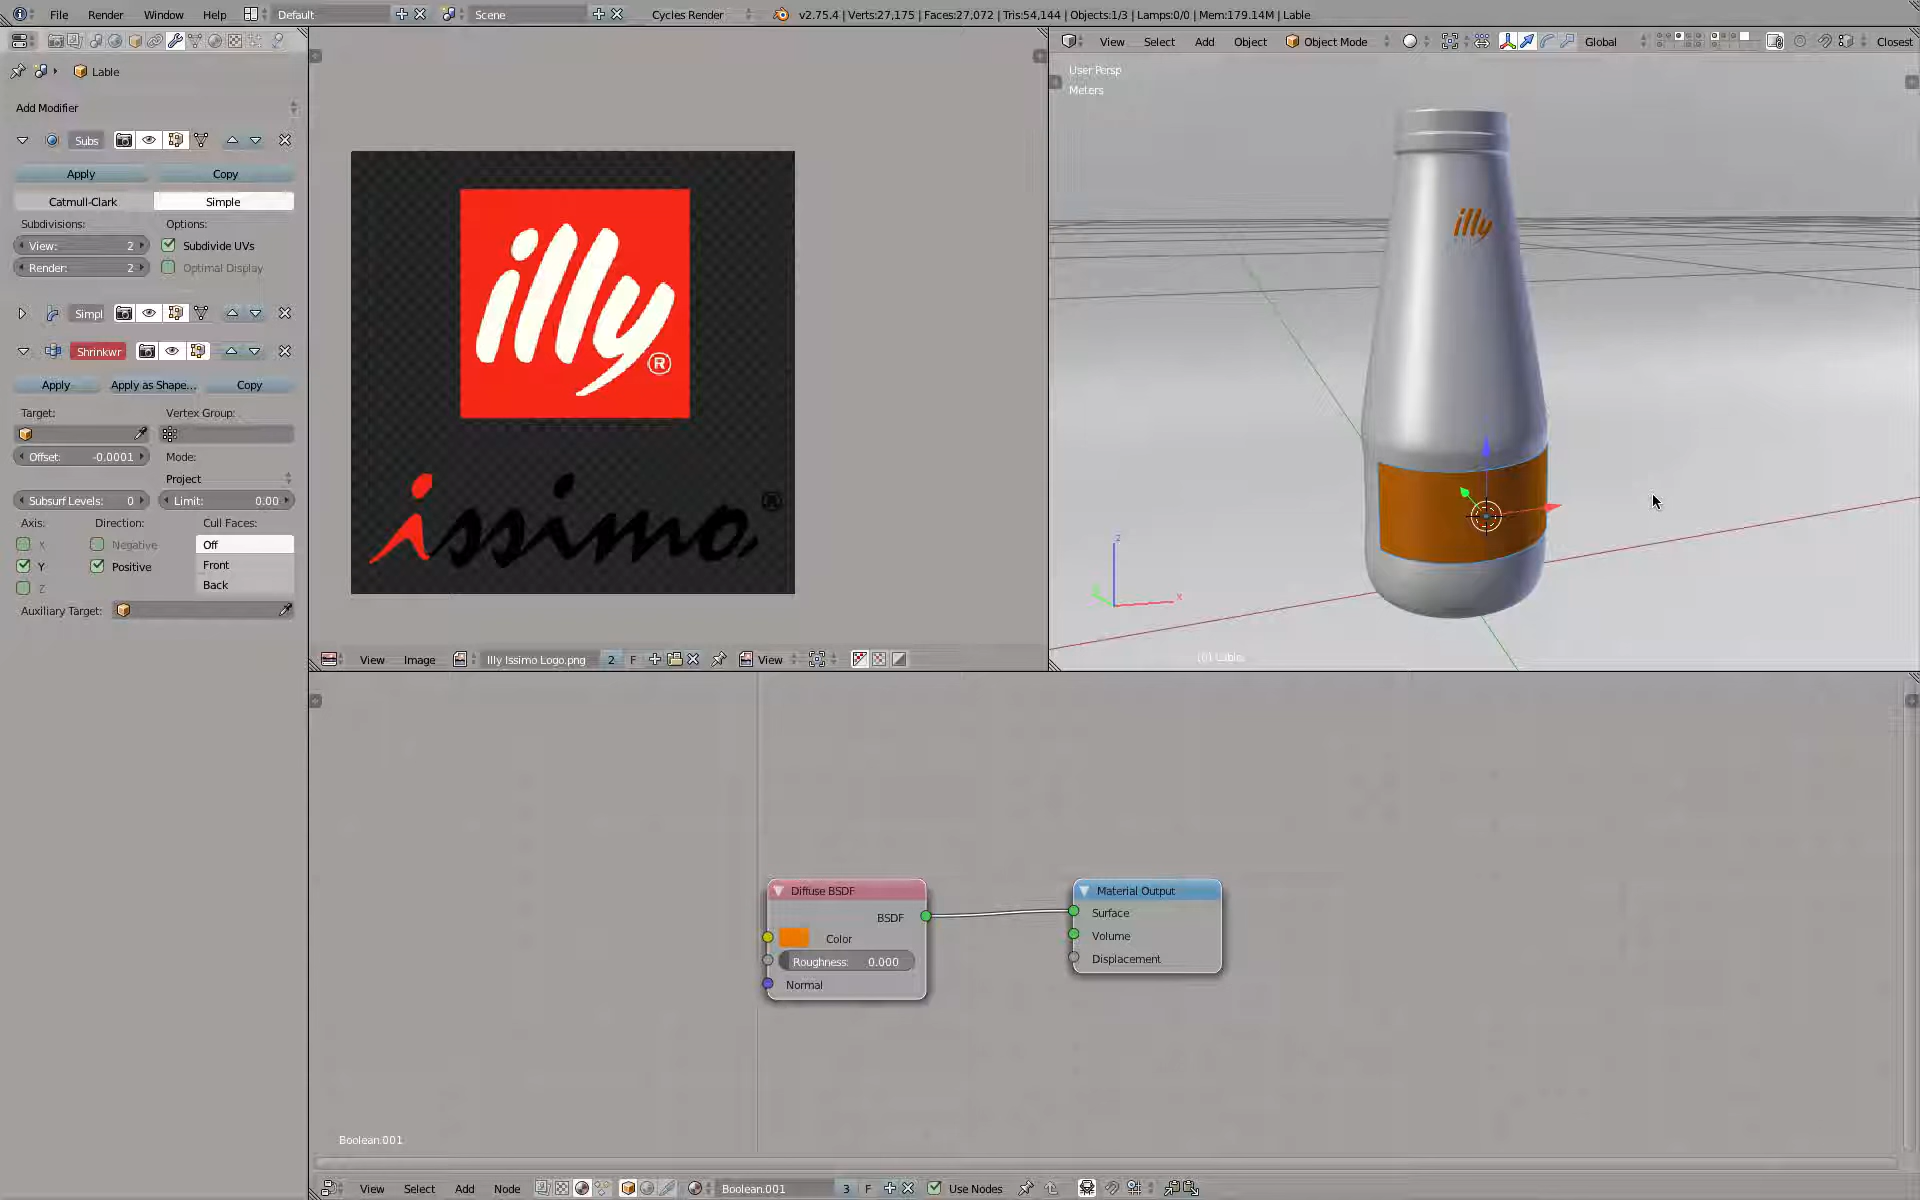 File Render Window Help Default Scene Cycles Render v2.75.4 | Verts:27,175 | Faces:27,072 | Tris:54,144 | Objects:1/3 | Lamps:0/0 | Mem:179.14M | Lable
View Select Add Object Object Mode Global Closest
Lable
User Persp
Meters
Add Modifier
Subs
Apply Copy
Catmull-Clark Simple
Subdivisions: Options:
View: 2 Subdivide UVs
Render: 2 Optimal Display
Simpl
Shrinkwr
Apply Apply as Shape... Copy
Target: Vertex Group:
Offset: -0.0001 Mode:
Project
Subsurf Levels: 0 Limit: 0.00
Axis: Direction: Cull Faces:
X Negative Off
Y Positive Front
Z Back
Auxiliary Target:
illy®
issimo®
illy
z
x
View Image Illy Issimo Logo.png 2 F View
(0) Lable
Diffuse BSDF
BSDF
Color
Roughness: 0.000
Normal
Material Output
Surface
Volume
Displacement
Boolean.001
View Select Add Node Boolean.001 3 F Use Nodes